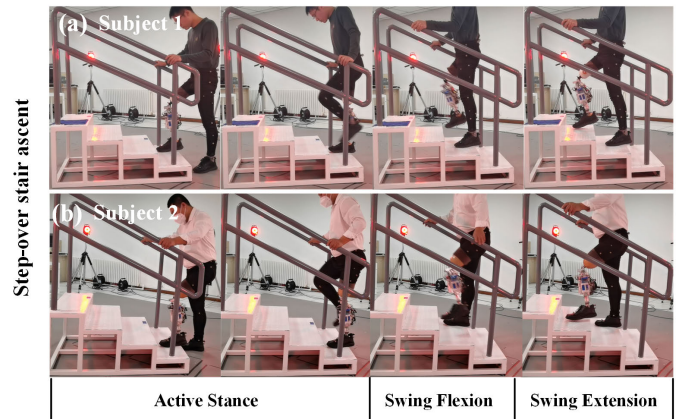 (a) Subject 1
Step-over stair ascent
(b) Subject 2
Active Stance
Swing Flexion
Swing Extension